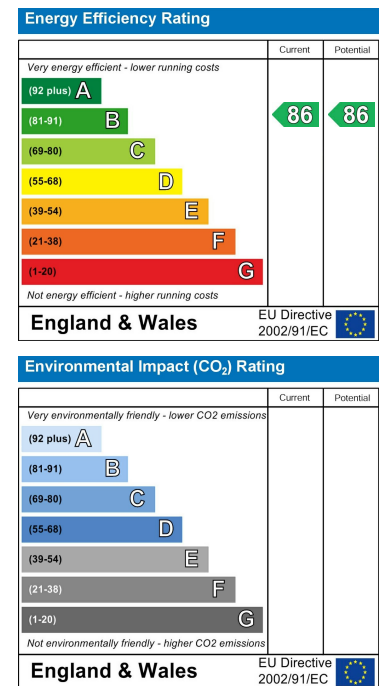 Energy Efficiency Rating
Current Potential
Very energy efficient - lower running costs
(92 plus) A
(81-91) B 86 86
(69-80) C
(55-68) D
(39-54) E
(21-38) F
(1-20) G
Not energy efficient - higher running costs
England & Wales
EU Directive
2002/91/EC
Environmental Impact (CO₂) Rating
Current Potential
Very environmentally friendly - lower CO2 emissions
(92 plus) A
(81-91) B
(69-80) C
(55-68) D
(39-54) E
(21-38) F
(1-20) G
Not environmentally friendly - higher CO2 emissions
England & Wales
EU Directive
2002/91/EC